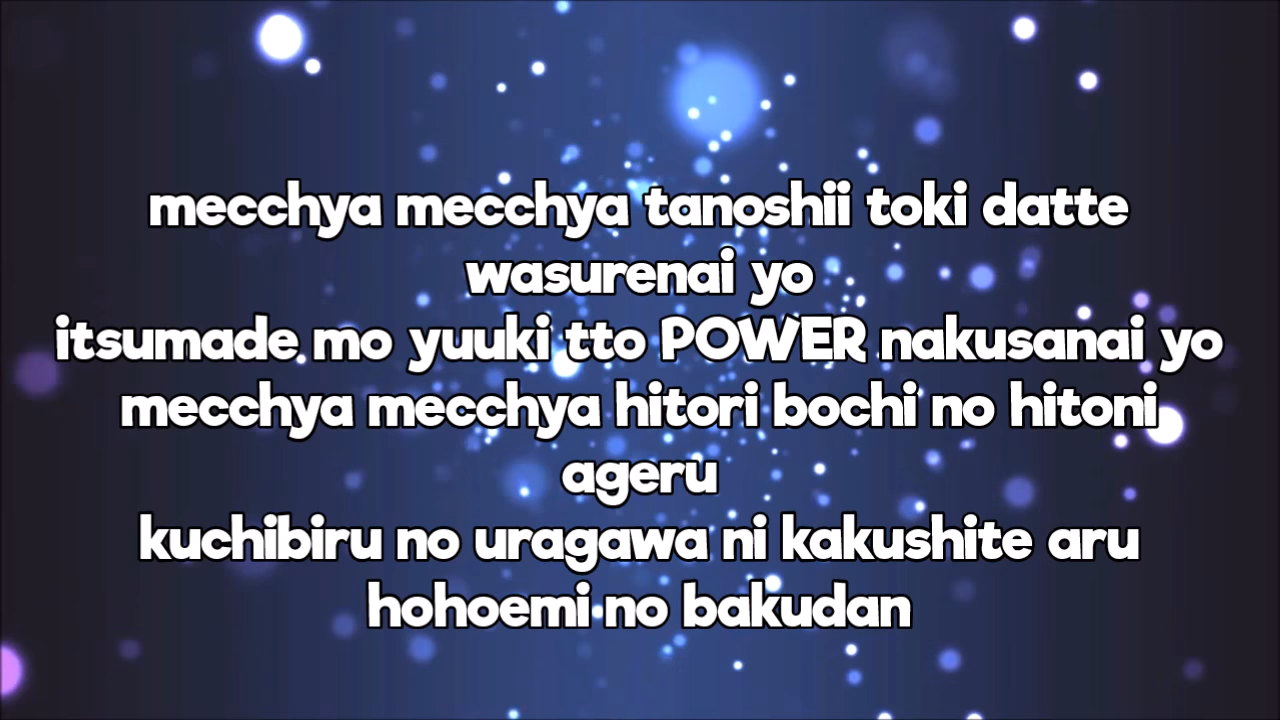 mecchya mecchya tanoshii toki datte
wasurenai yo
itsumade mo yuuki tto POWER nakusanai yo
mecchya mecchya hitori bochi no hitoni
ageru
kuchibiru no uragawa ni kakushite aru
hohoemi no bakudan